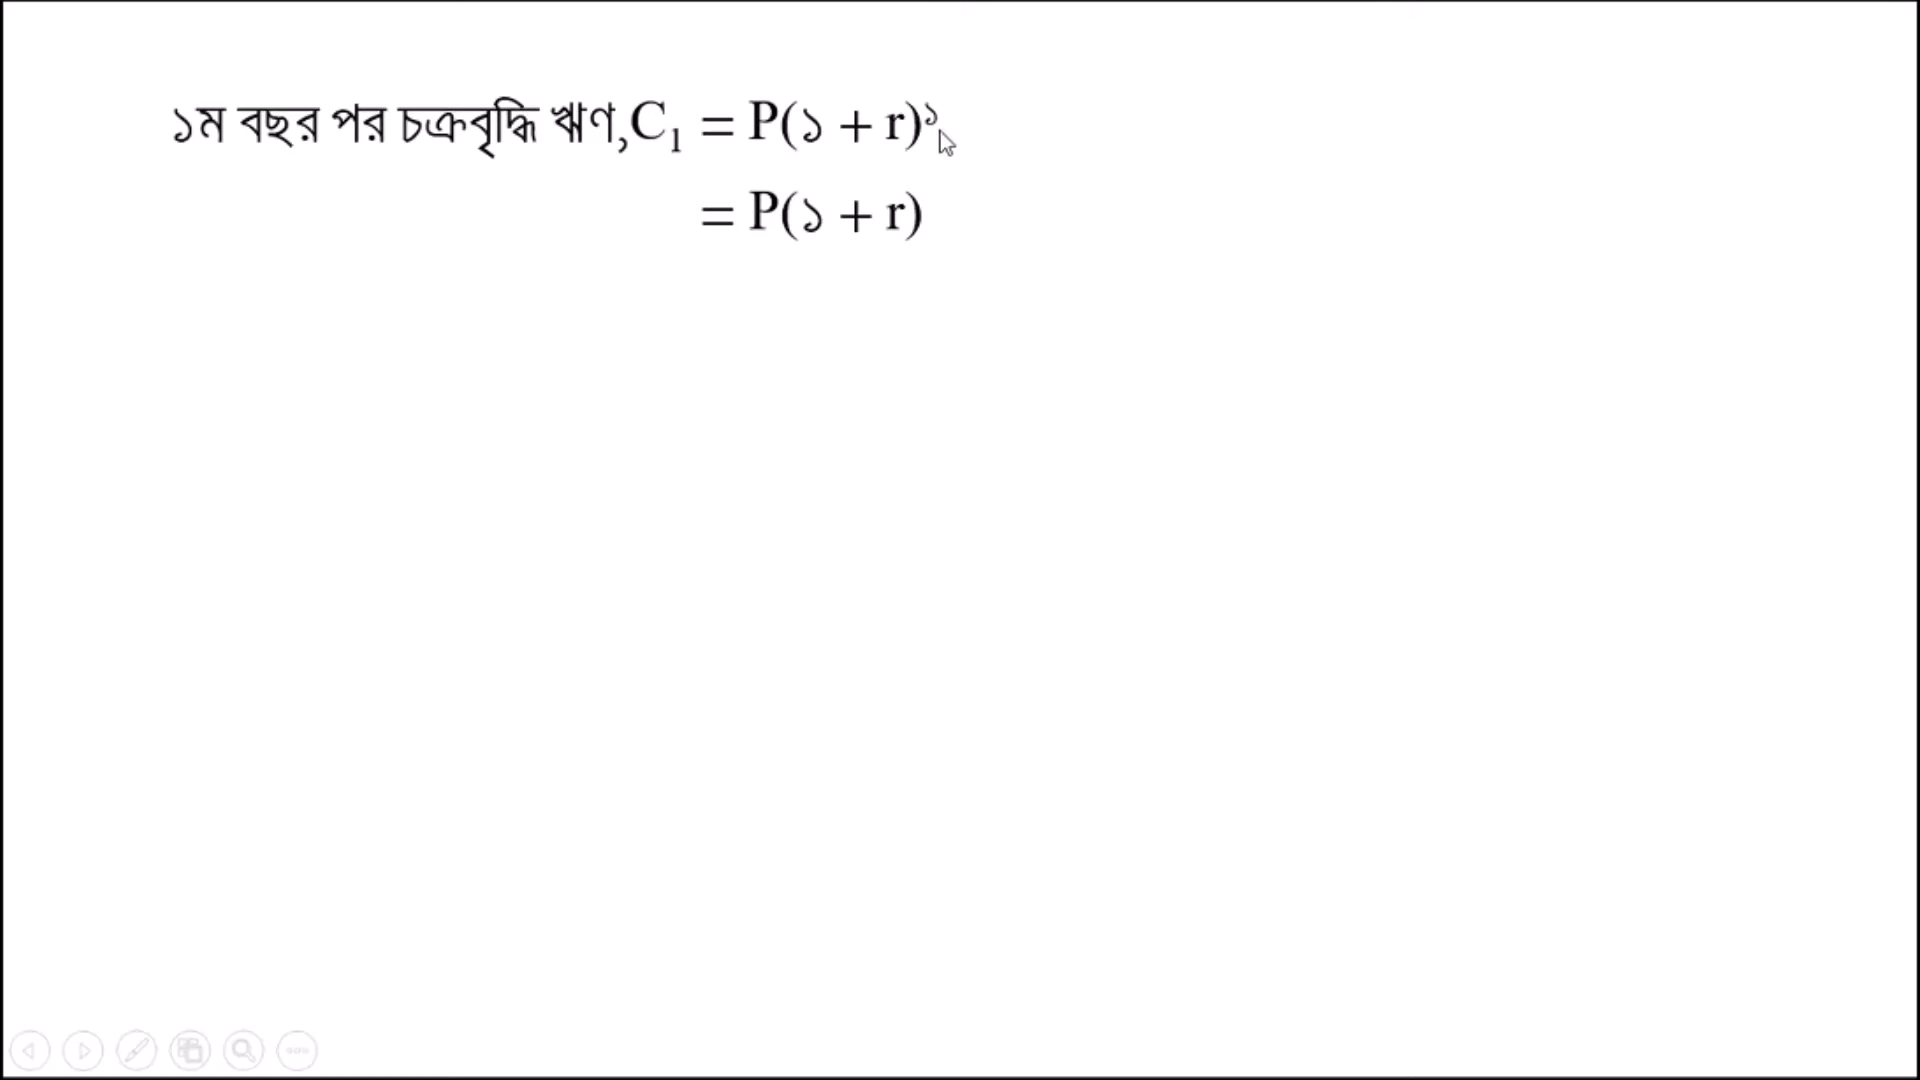 ১ম বছর পর চক্রবৃদ্ধি ঋণ,C₁ = P(১ + r)^১
= P(১ + r)